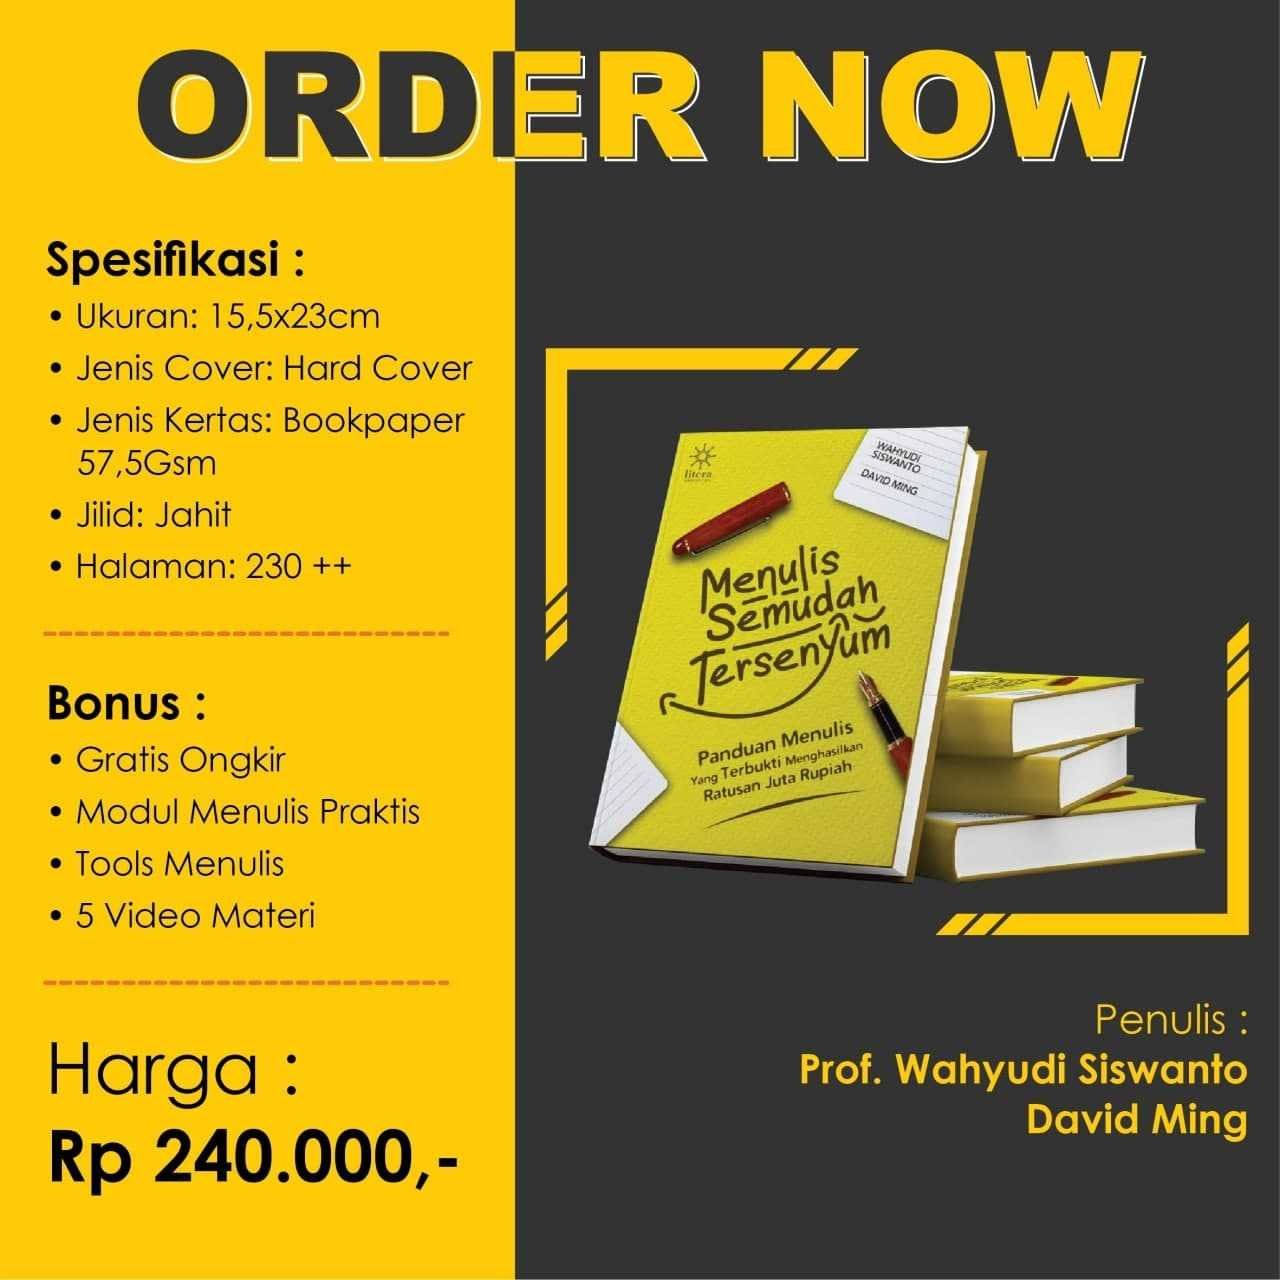 ORDER NOW
Spesifikasi :
• Ukuran: 15,5x23cm
• Jenis Cover: Hard Cover
• Jenis Kertas: Bookpaper
57,5Gsm
• Jilid: Jahit
• Halaman: 230 ++
Bonus :
• Gratis Ongkir
• Modul Menulis Praktis
• Tools Menulis
• 5 Video Materi
Harga :
Rp 240.000,-
litera
WAHYUDI
SISWANTO
DAVID MING
Menulis
Semudah
Tersenyum
Panduan Menulis
Yang Terbukti Menghasilkan
Ratusan Juta Rupiah
Penulis :
Prof. Wahyudi Siswanto
David Ming